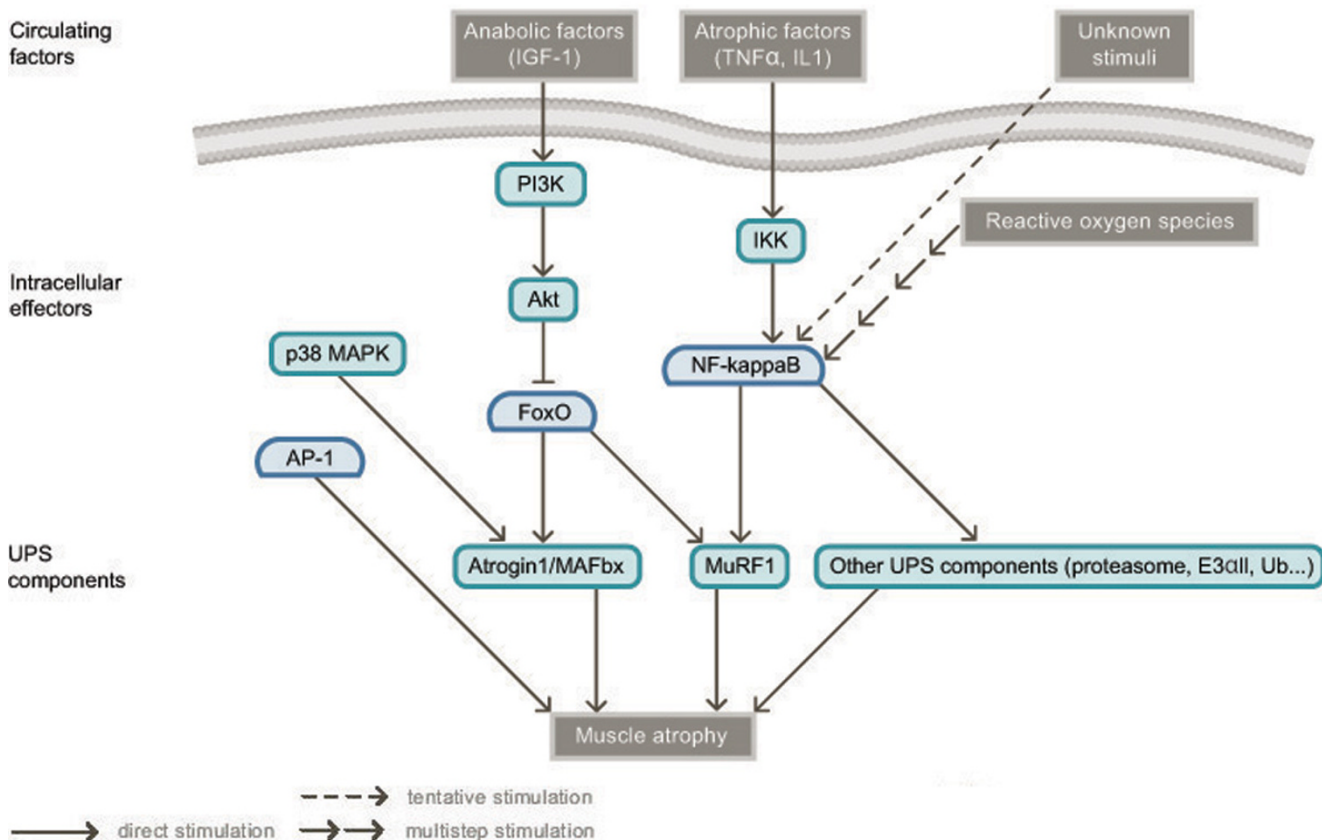 Circulating
factors
Anabolic factors
(IGF-1)
Atrophic factors
(TNFα, IL1)
Unknown
stimuli
PI3K
Reactive oxygen species
IKK
Intracellular
effectors
Akt
p38 MAPK
NF-kappaB
FoxO
AP-1
UPS
components
Atrogin1/MAFbx
MuRF1
Other UPS components (proteasome, E3αII, Ub...)
Muscle atrophy
tentative stimulation
direct stimulation
multistep stimulation